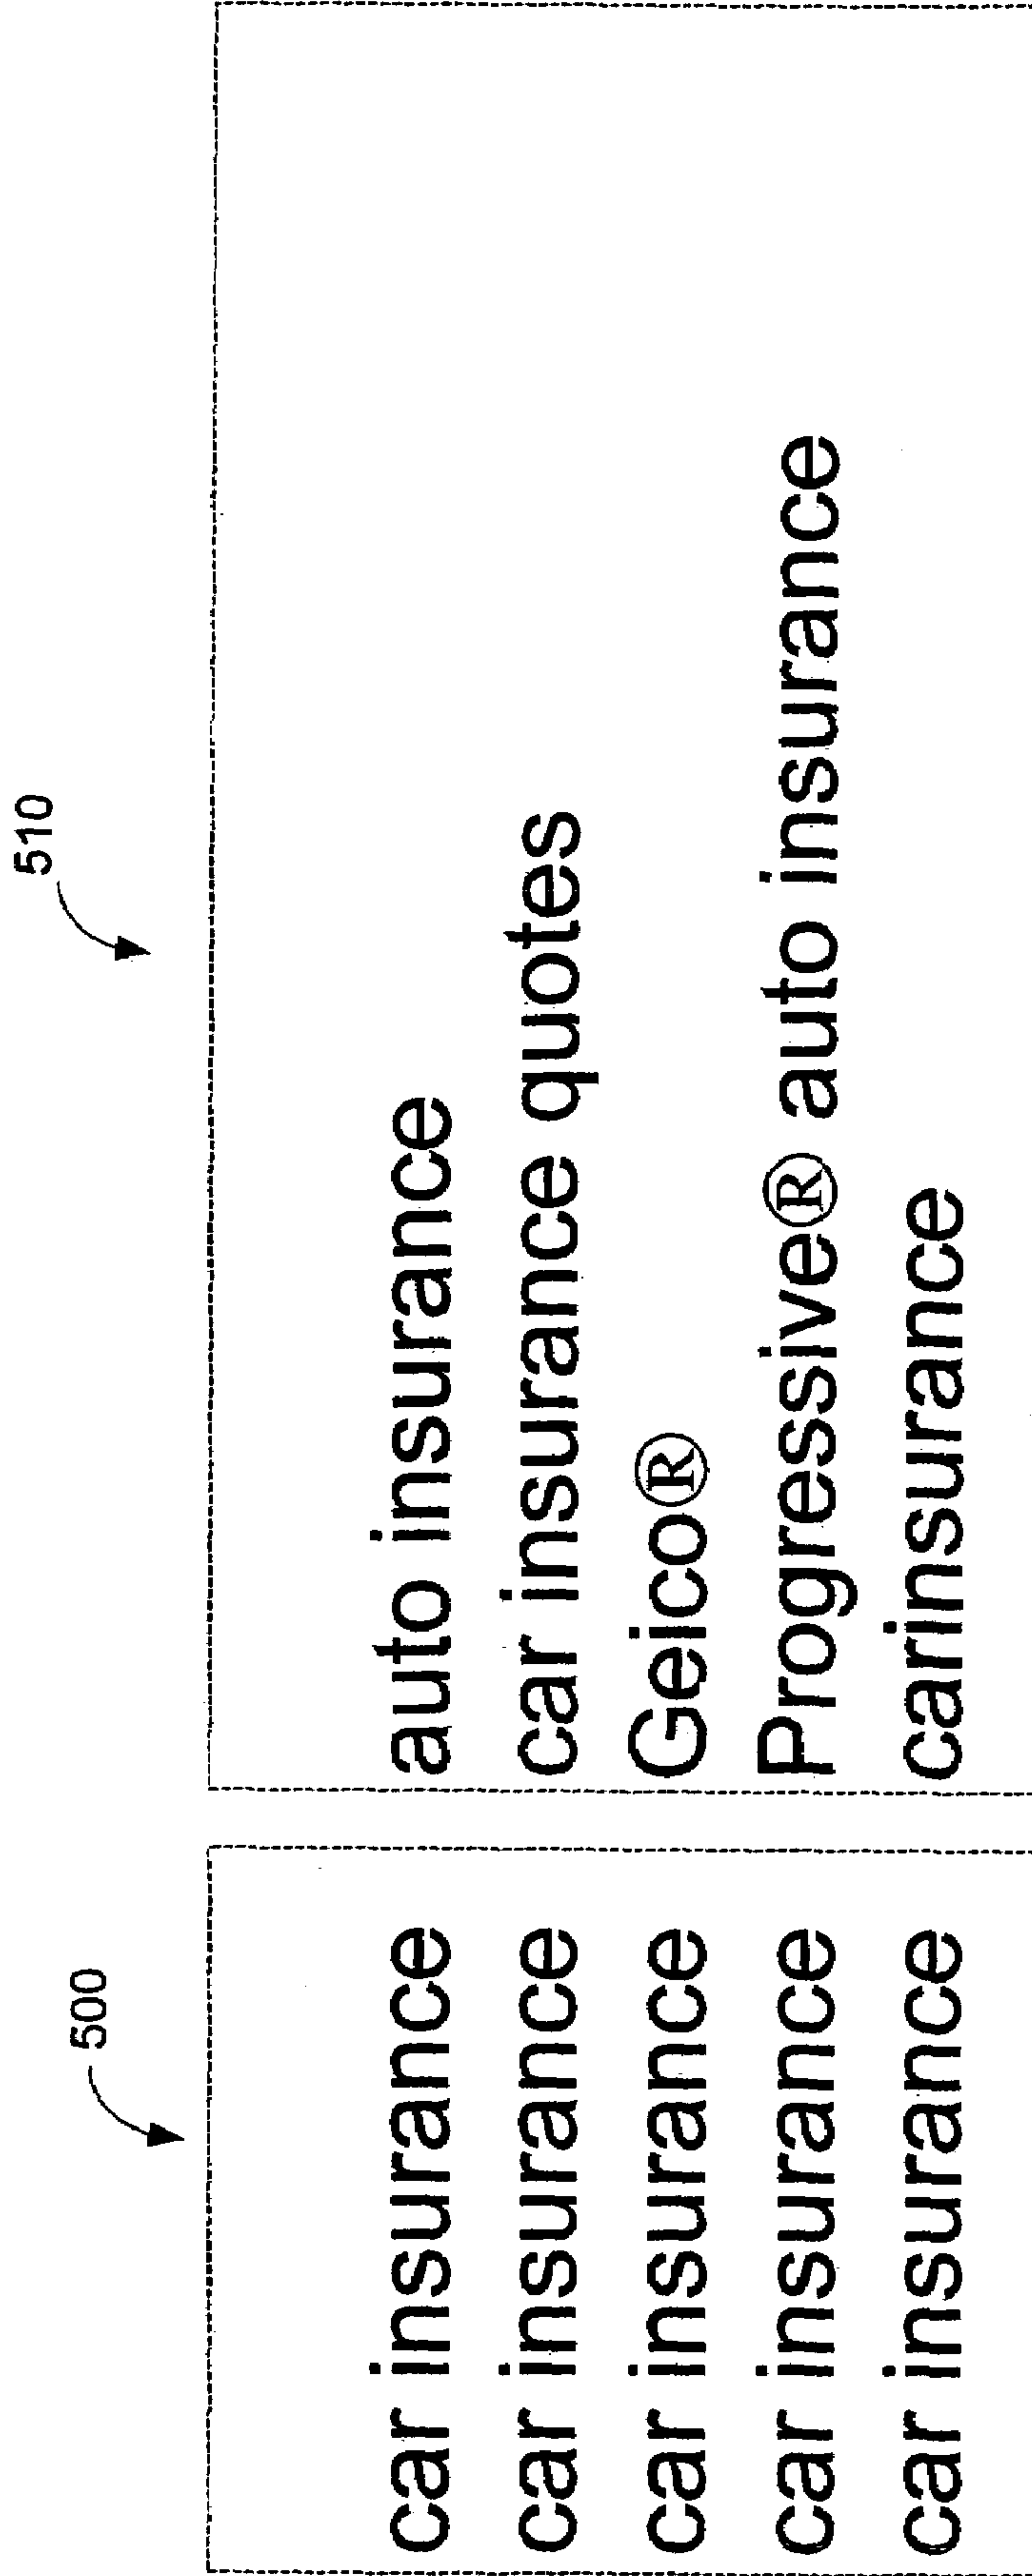 500
510
car insurance auto insurance
car insurance car insurance quotes
car insurance Geico®
car insurance Progressive® auto insurance
car insurance carinsurance